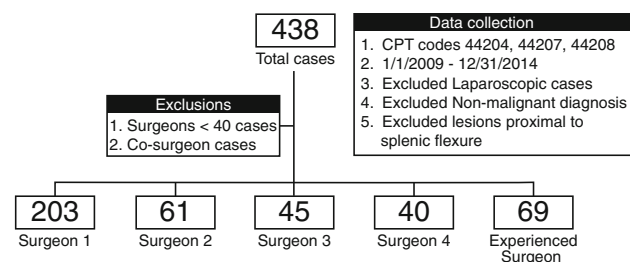 438
Total cases
Data collection
1. CPT codes 44204, 44207, 44208
2. 1/1/2009 - 12/31/2014
3. Excluded Laparoscopic cases
4. Excluded Non-malignant diagnosis
5. Excluded lesions proximal to
splenic flexure
Exclusions
1. Surgeons < 40 cases
2. Co-surgeon cases
203
Surgeon 1
61
Surgeon 2
45
Surgeon 3
40
Surgeon 4
69
Experienced
Surgeon